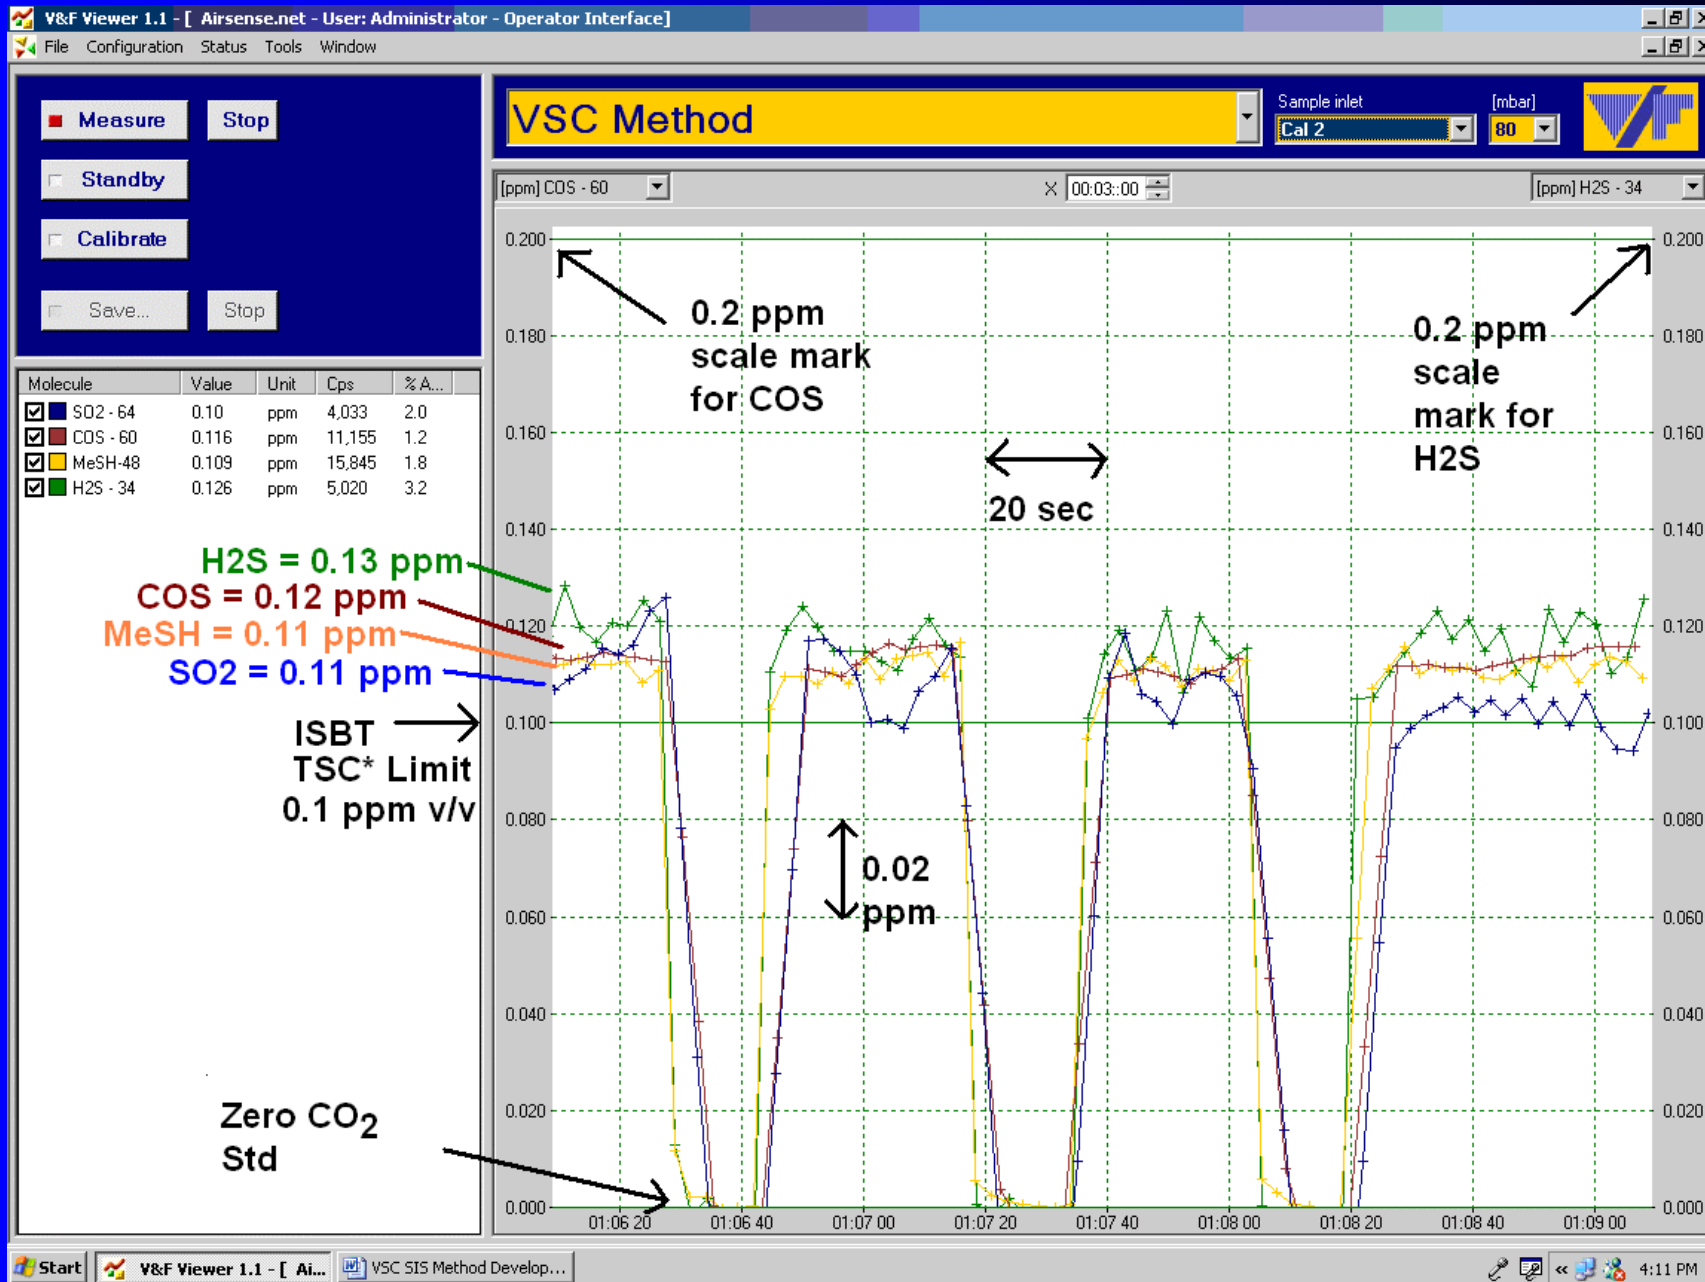 V&F Viewer 1.1 - [ Airsense.net - User: Administrator - Operator Interface]
File Configuration Status Tools Window
Measure Stop
Standby
Calibrate
Save... Stop
VSC Method
Sample inlet
Cal 2
[mbar]
80
[ppm] COS - 60
X 00:03::00
[ppm] H2S - 34
Molecule Value Unit Cps % A...
SO2 - 64 0.10 ppm 4,033 2.0
COS - 60 0.116 ppm 11,155 1.2
MeSH-48 0.109 ppm 15,845 1.8
H2S - 34 0.126 ppm 5,020 3.2
H2S = 0.13 ppm
COS = 0.12 ppm
MeSH = 0.11 ppm
SO2 = 0.11 ppm
ISBT
TSC* Limit
0.1 ppm v/v
Zero CO2
Std
0.200
0.180
0.160
0.140
0.120
0.100
0.080
0.060
0.040
0.020
0.000
0.2 ppm
scale mark
for COS
20 sec
0.02
ppm
0.2 ppm
scale
mark for
H2S
0.200
0.180
0.160
0.140
0.120
0.100
0.080
0.060
0.040
0.020
0.000
01:06 20 01:06 40 01:07 00 01:07 20 01:07 40 01:08 00 01:08 20 01:08 40 01:09 00
Start V&F Viewer 1.1 - [ Ai... VSC SIS Method Develop... « 4:11 PM